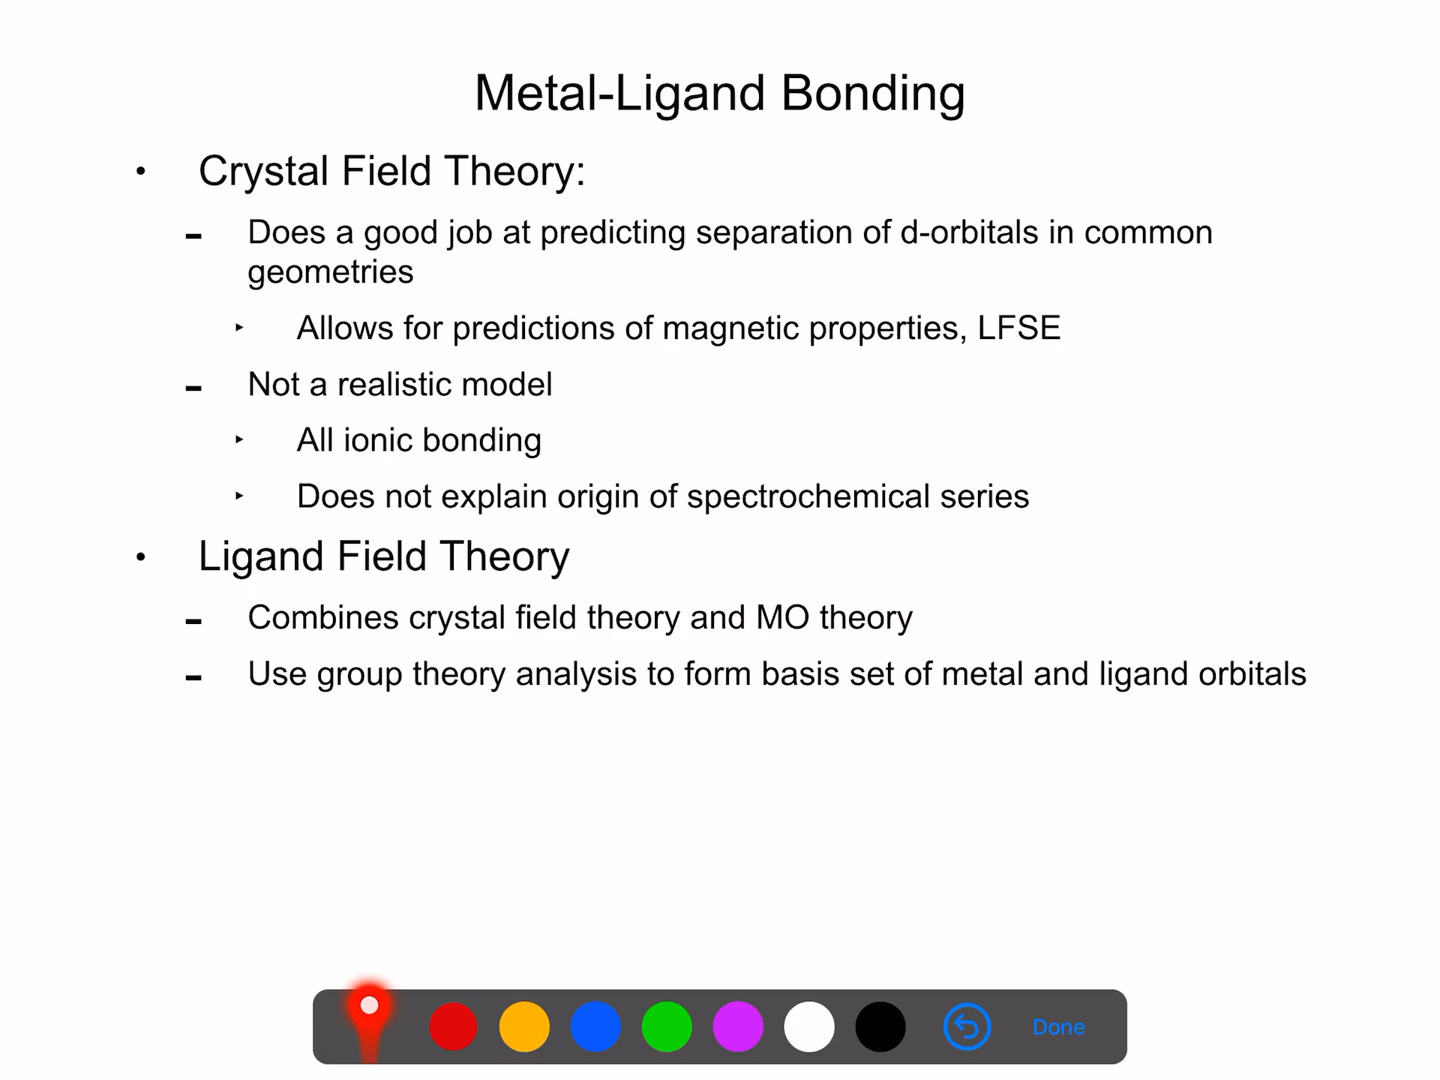 Metal-Ligand Bonding
• Crystal Field Theory:
- Does a good job at predicting separation of d-orbitals in common
geometries
‣ Allows for predictions of magnetic properties, LFSE
- Not a realistic model
‣ All ionic bonding
‣ Does not explain origin of spectrochemical series
• Ligand Field Theory
- Combines crystal field theory and MO theory
- Use group theory analysis to form basis set of metal and ligand orbitals
Done